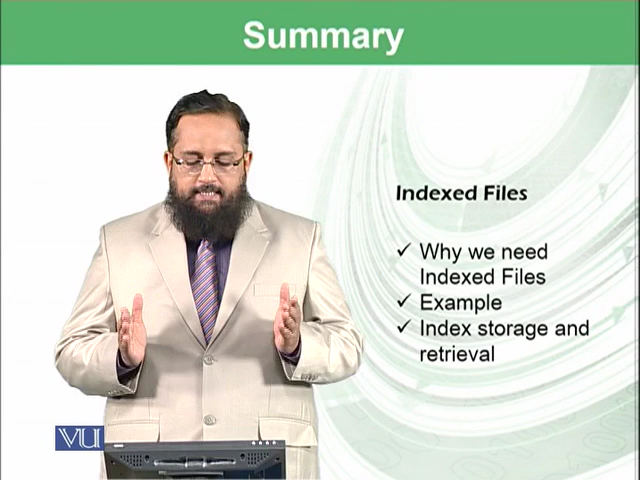 Summary
Indexed Files
✓ Why we need
Indexed Files
✓ Example
✓ Index storage and
retrieval
VU